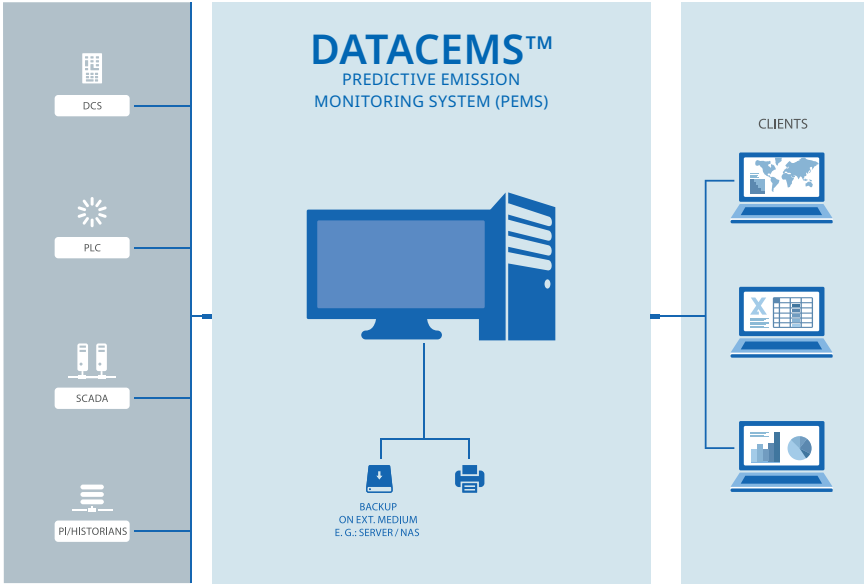 DCS
PLC
SCADA
PI/HISTORIANS
DATACEMS™
PREDICTIVE EMISSION
MONITORING SYSTEM (PEMS)
BACKUP
ON EXT. MEDIUM
E. G.: SERVER / NAS
CLIENTS
X